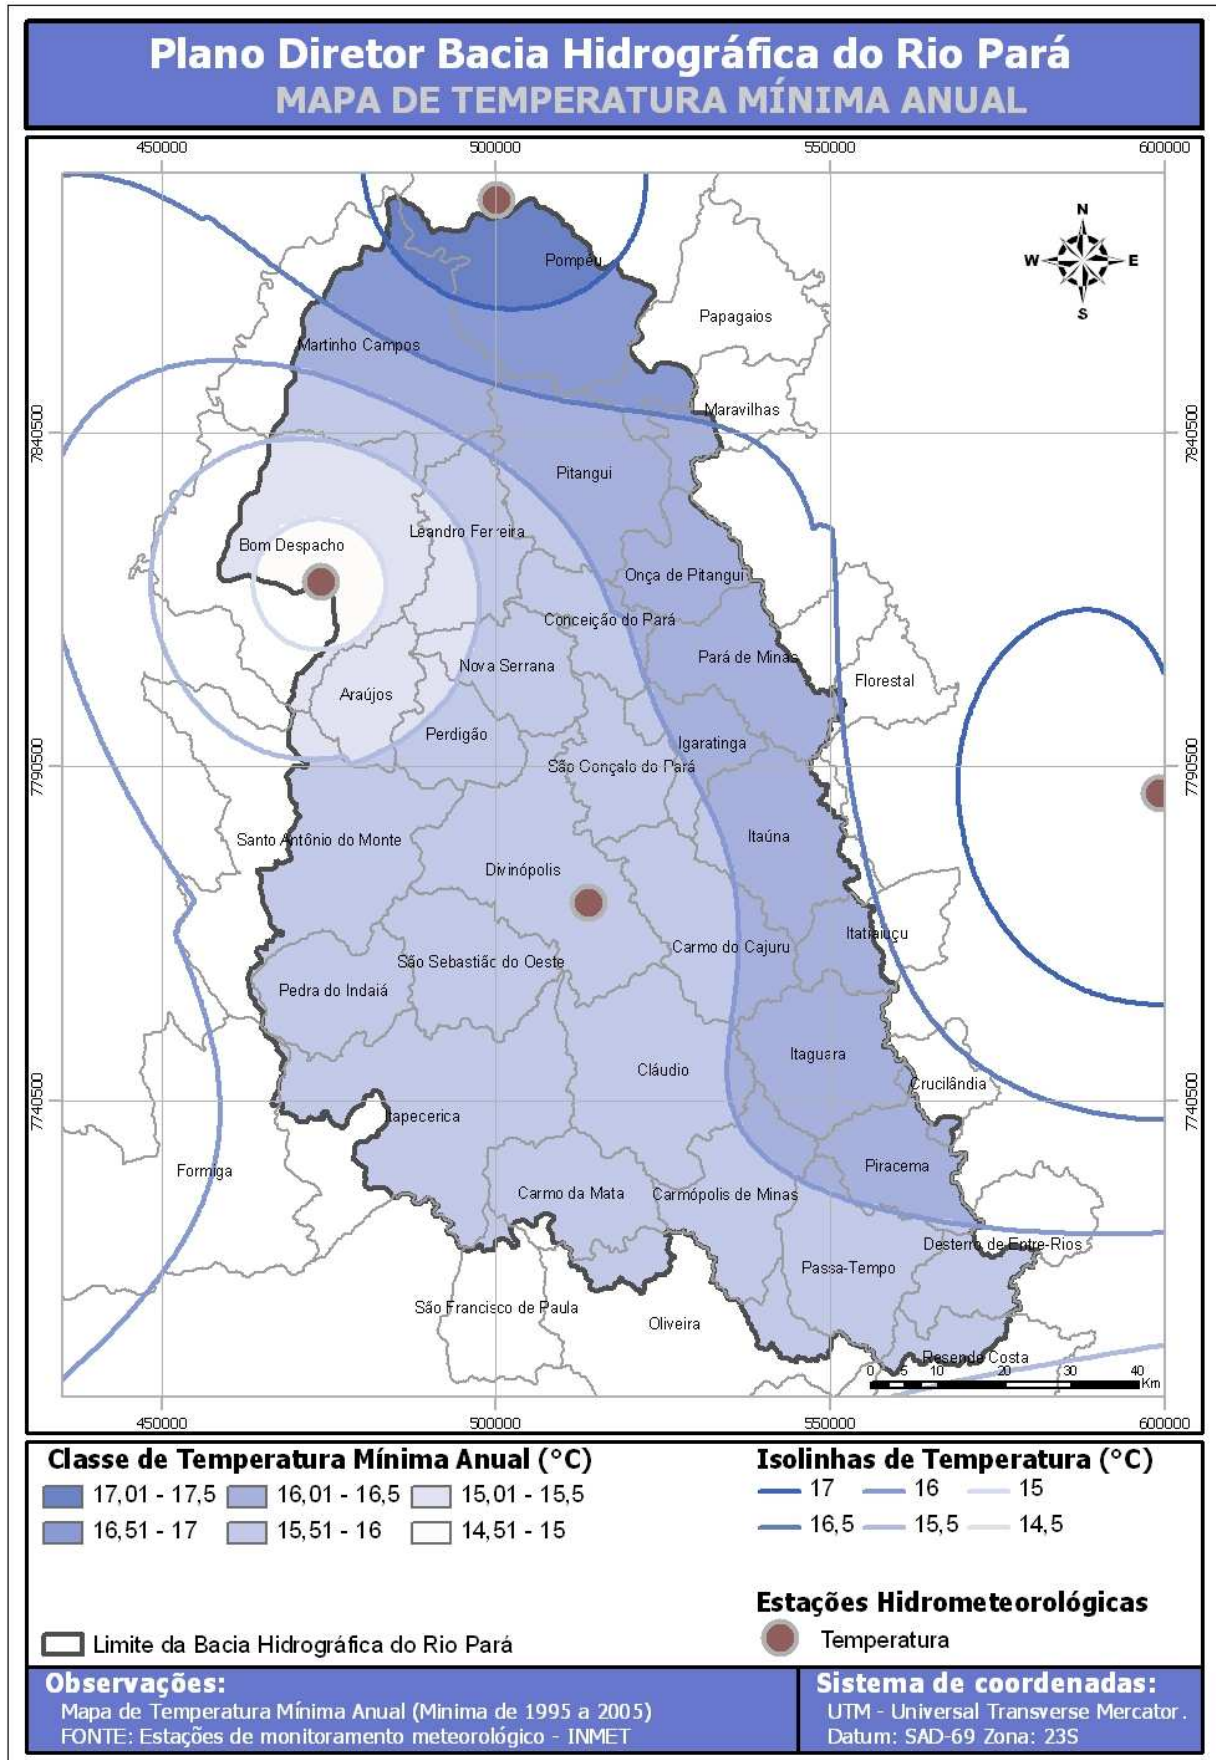 Plano Diretor Bacia Hidrográfica do Rio Pará
MAPA DE TEMPERATURA MÍNIMA ANUAL
450000 500000 550000 600000
N
W E
S
Pompéu
Papagaios
Martinho Campos
Maravilhas
7840500 7840500
Pitangui
Leandro Ferreira
Bom Despacho
Onça de Pitangui
Conceição do Pará
Nova Serrana
Pará de Minas
Florestal
Araújos
Perdigão
Igaratinga
São Gonçalo do Pará
7790500 7790500
Santo Antônio do Monte
Itaúna
Divinópolis
Itatiaiuçu
Carmo do Cajuru
São Sebastião do Oeste
Pedra do Indaiá
Itaguara
Cláudio
Crucilândia
7740500 7740500
Itapecerica
Formiga
Piracema
Carmo da Mata
Carmópolis de Minas
Desterro de Entre-Rios
Passa-Tempo
São Francisco de Paula
Oliveira
Resende Costa
0 5 10 20 30 40
Km
450000 500000 550000 600000
Classe de Temperatura Mínima Anual (°C)
17,01 - 17,5 16,01 - 16,5 15,01 - 15,5
16,51 - 17 15,51 - 16 14,51 - 15
Limite da Bacia Hidrográfica do Rio Pará
Isolinhas de Temperatura (°C)
17 16 15
16,5 15,5 14,5
Estações Hidrometeorológicas
Temperatura
Observações:
Mapa de Temperatura Mínima Anual (Minima de 1995 a 2005)
FONTE: Estações de monitoramento meteorológico - INMET
Sistema de coordenadas:
UTM - Universal Transverse Mercator.
Datum: SAD-69 Zona: 23S